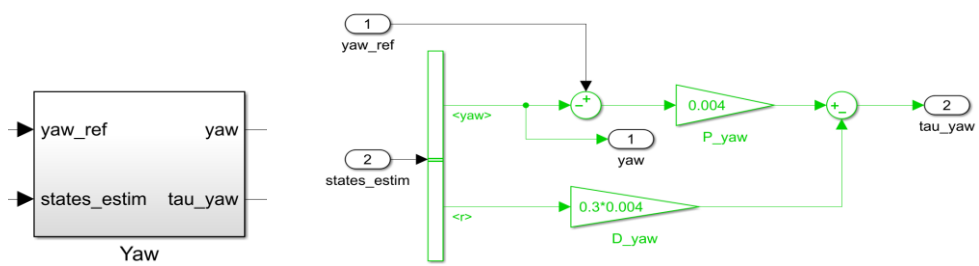 yaw_ref
yaw
states_estim
tau_yaw
Yaw
1
yaw_ref
<yaw>
−
+
0.004
P_yaw
+
−
2
tau_yaw
1
yaw
2
states_estim
<r>
0.3*0.004
D_yaw